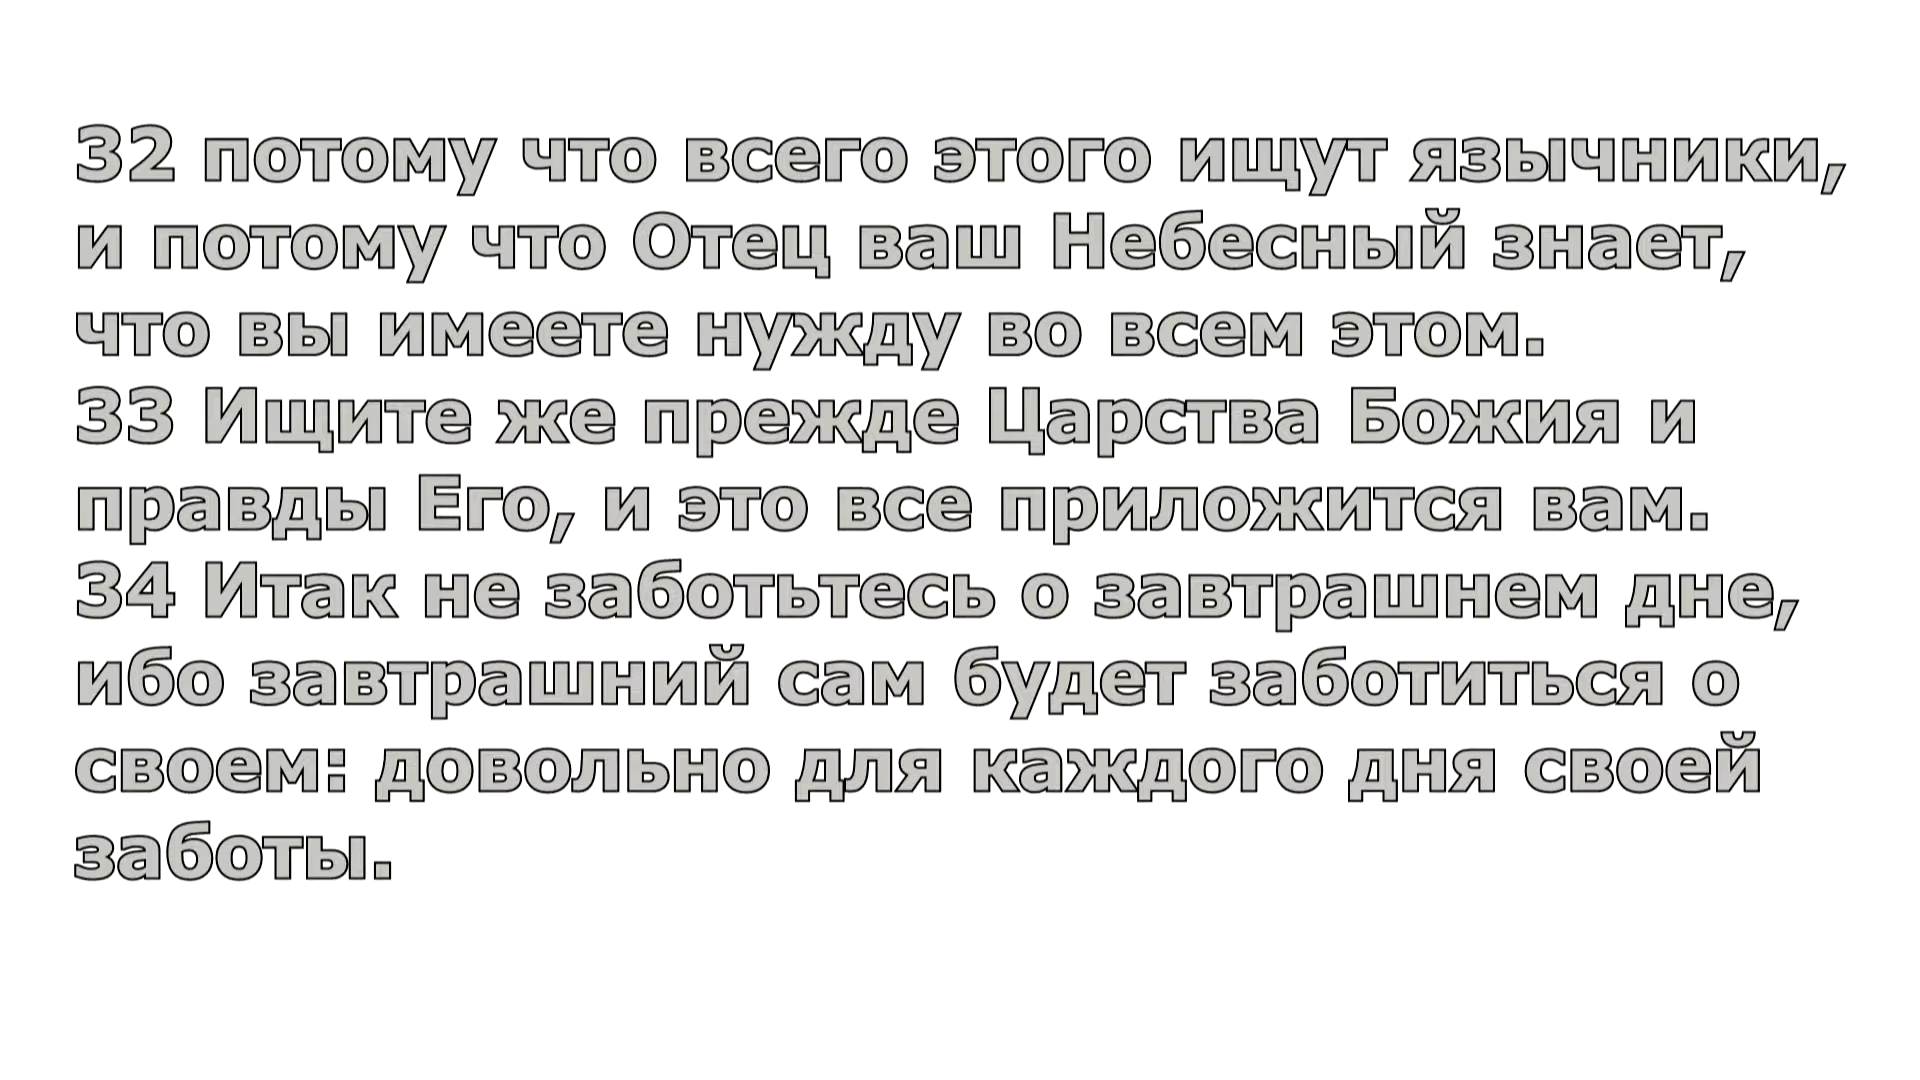 32 потому что всего этого ищут язычники,
и потому что Отец ваш Небесный знает,
что вы имеете нужду во всем этом.
33 Ищите же прежде Царства Божия и
правды Его, и это все приложится вам.
34 Итак не заботьтесь о завтрашнем дне,
ибо завтрашний сам будет заботиться о
своем: довольно для каждого дня своей
заботы.